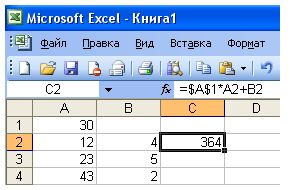 Microsoft Excel - Книга1
Файл Правка Вид Вставка Формат
C2 fx =$A$1*A2+B2
A B C D
1 30
2 12 4 364
3 23 5
4 43 2